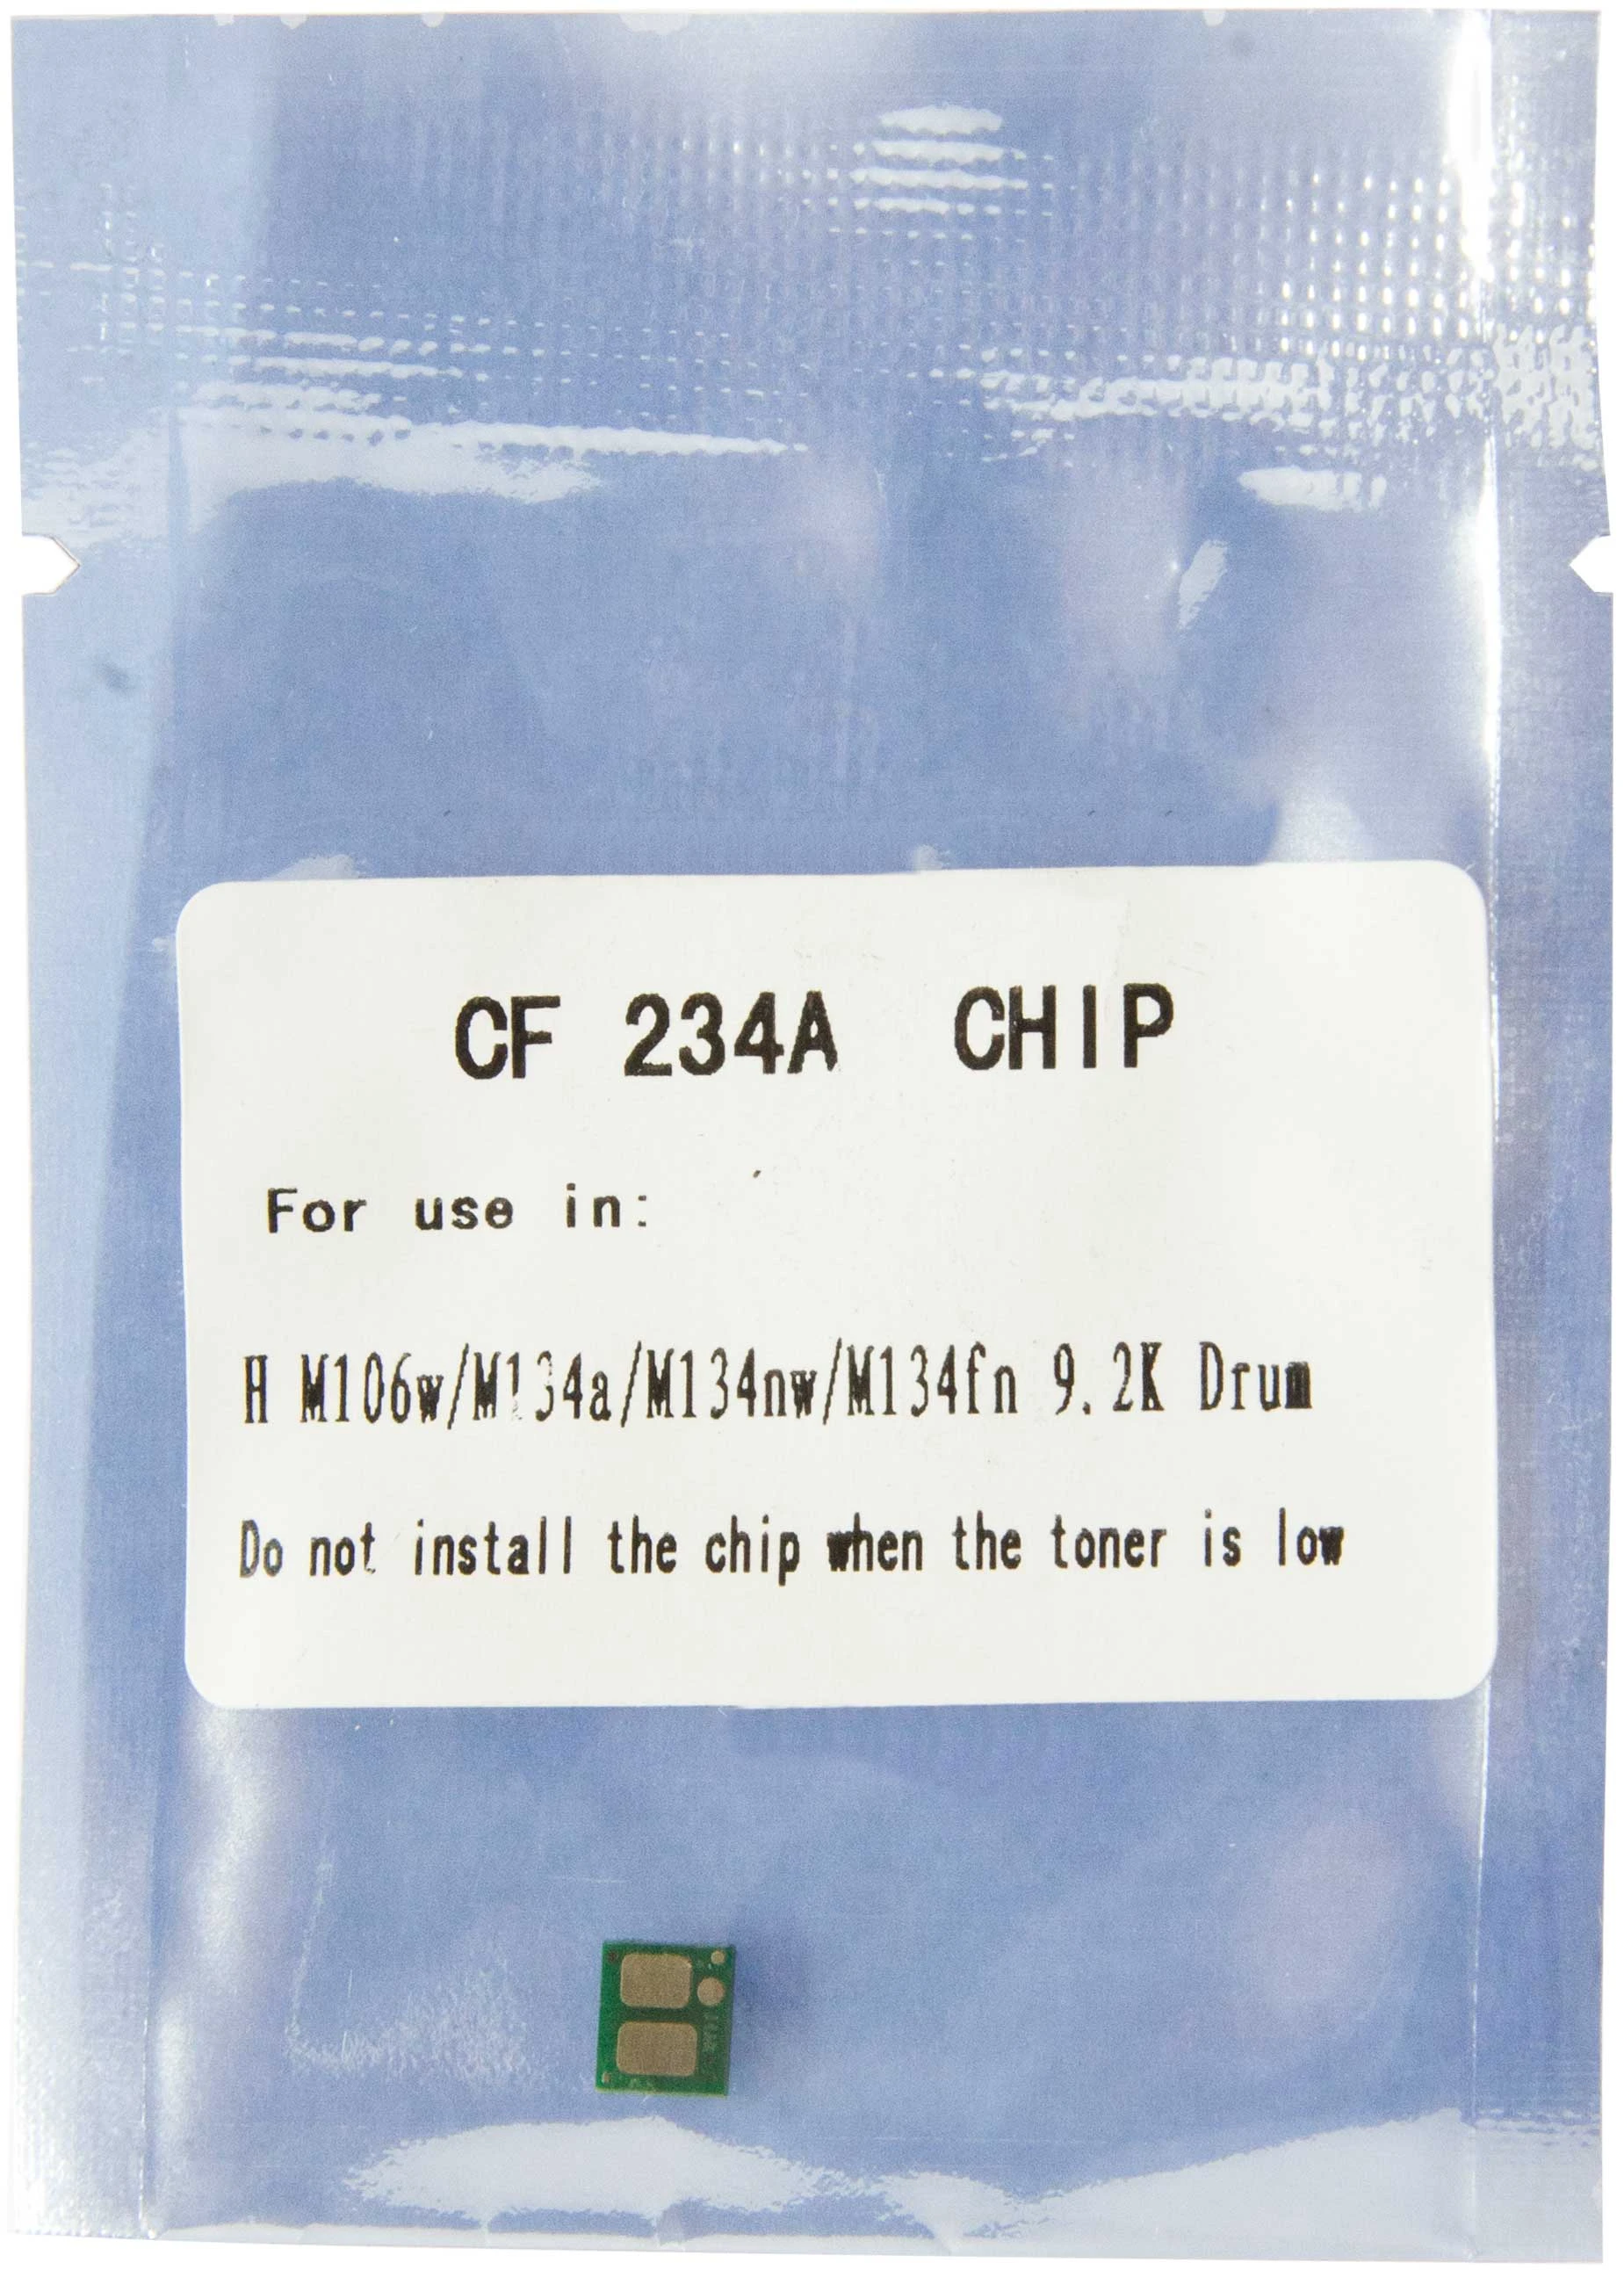 CF 234A CHIP
For use in:
H M106w/M134a/M134nw/M134fn 9.2K Drum
Do not install the chip when the toner is low